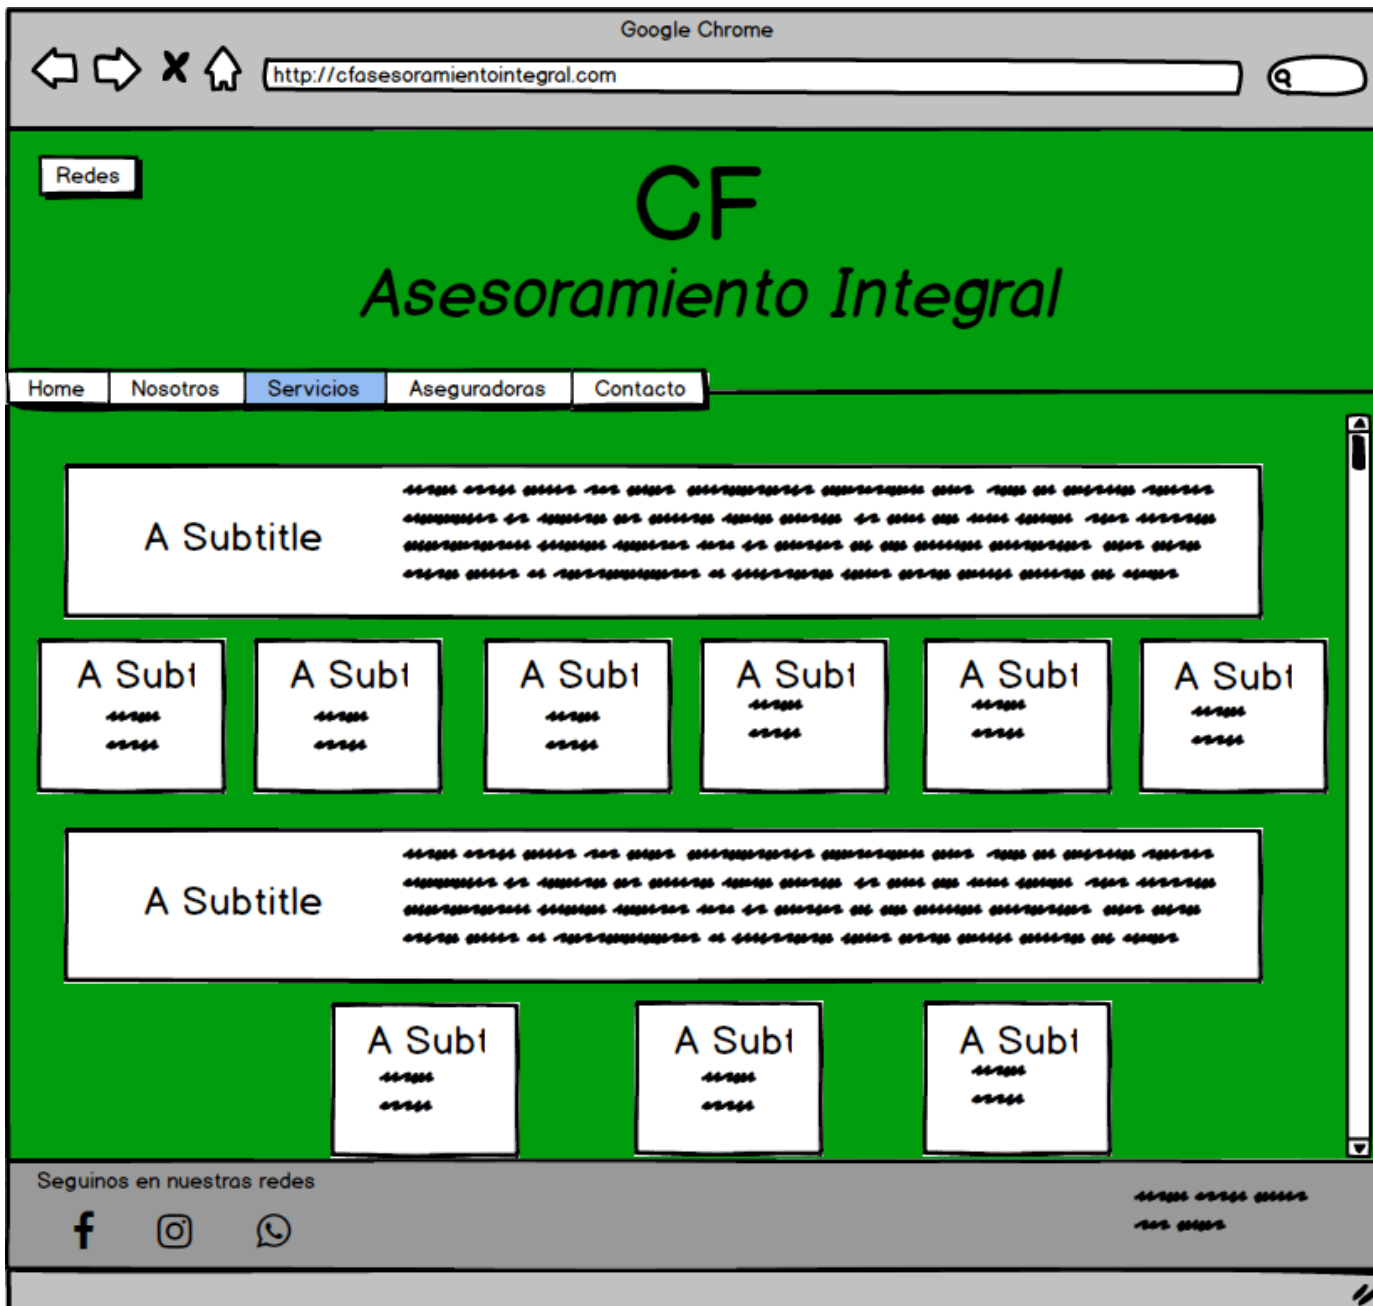 Google Chrome
http://cfasesoramientointegral.com
Redes
CF
Asesoramiento Integral
Home Nosotros Servicios Aseguradoras Contacto
A Subtitle
A Subt A Subt A Subt A Subt A Subt A Subt
A Subtitle
A Subt A Subt A Subt
Seguinos en nuestras redes